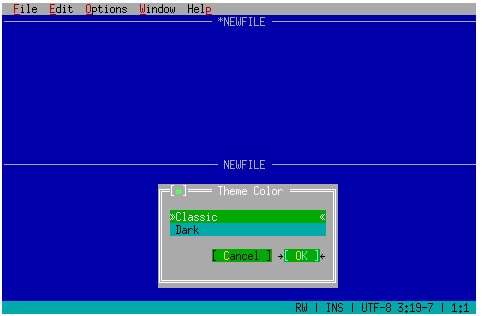 File Edit Options Window Help
*NEWFILE
NEWFILE
[■] Theme Color
»Classic «
Dark
[ Cancel ] →[ OK ]←
RW | INS | UTF-8 3:19-7 | 1:1